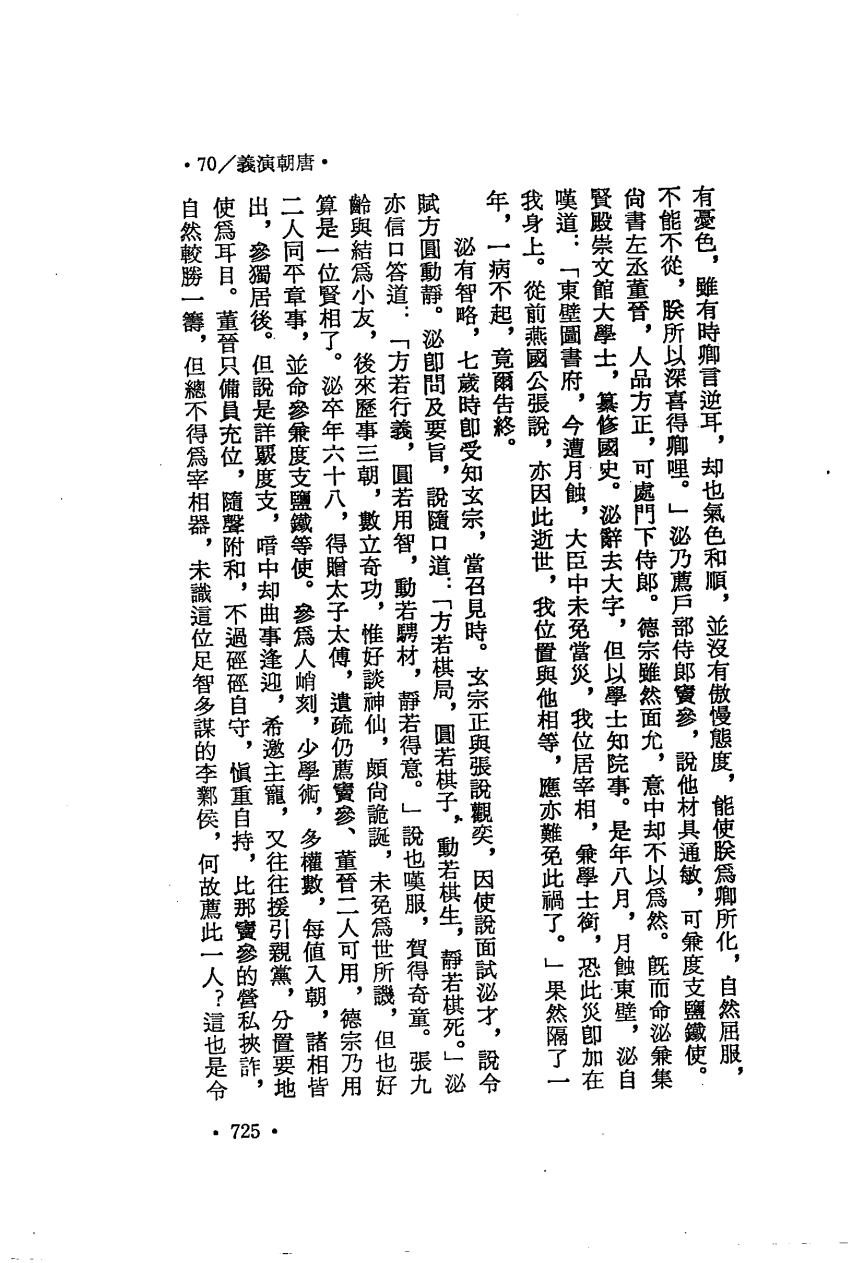 •70／義演朝唐•
有憂色，雖有時卿言逆耳，却也氣色和順，並沒有傲慢態度，能使朕爲卿所化，自然屈服，
不能不從，朕所以深喜得卿哩。」泌乃薦戶部侍郎竇參，說他材具通敏，可兼度支鹽鐵使。
尙書左丞董晉，人品方正，可處門下侍郎。德宗雖然面允，意中却不以爲然。旣而命泌兼集
賢殿崇文館大學士，纂修國史。泌辭去大字，但以學士知院事。是年八月，月蝕東壁，泌自
嘆道：「東壁圖書府，今遭月蝕，大臣中未免當災，我位居宰相，兼學士銜，恐此災卽加在
我身上。從前燕國公張說，亦因此逝世，我位置與他相等，應亦難免此禍了。」果然隔了一
年，一病不起，竟爾告終。
泌有智略，七歲時卽受知玄宗，當召見時。玄宗正與張說觀奕，因使說面試泌才，說令
賦方圓動靜。泌卽問及要旨，說隨口道：「方若棋局，圓若棋子，動若棋生，靜若棋死。」泌
亦信口答道：「方若行義，圓若用智，動若騁材，靜若得意。」說也嘆服，賀得奇童。張九
齡與結爲小友，後來歷事三朝，數立奇功，惟好談神仙，頗尙詭誕，未免爲世所譏，但也好
算是一位賢相了。泌卒年六十八，得贈太子太傅，遺疏仍薦竇參、董晉二人可用，德宗乃用
二人同平章事，並命參兼度支鹽鐵等使。參爲人峭刻，少學術，多權數，每値入朝，諸相皆
出，參獨居後。但說是詳覈度支，暗中却曲事逢迎，希邀主寵，又往往援引親黨，分置要地
使爲耳目。董晉只備員充位，隨聲附和，不過硜硜自守，愼重自持，比那竇參的營私挾詐，
自然較勝一籌，但總不得爲宰相器，未識這位足智多謀的李鄴侯，何故薦此一人？這也是令
•725•